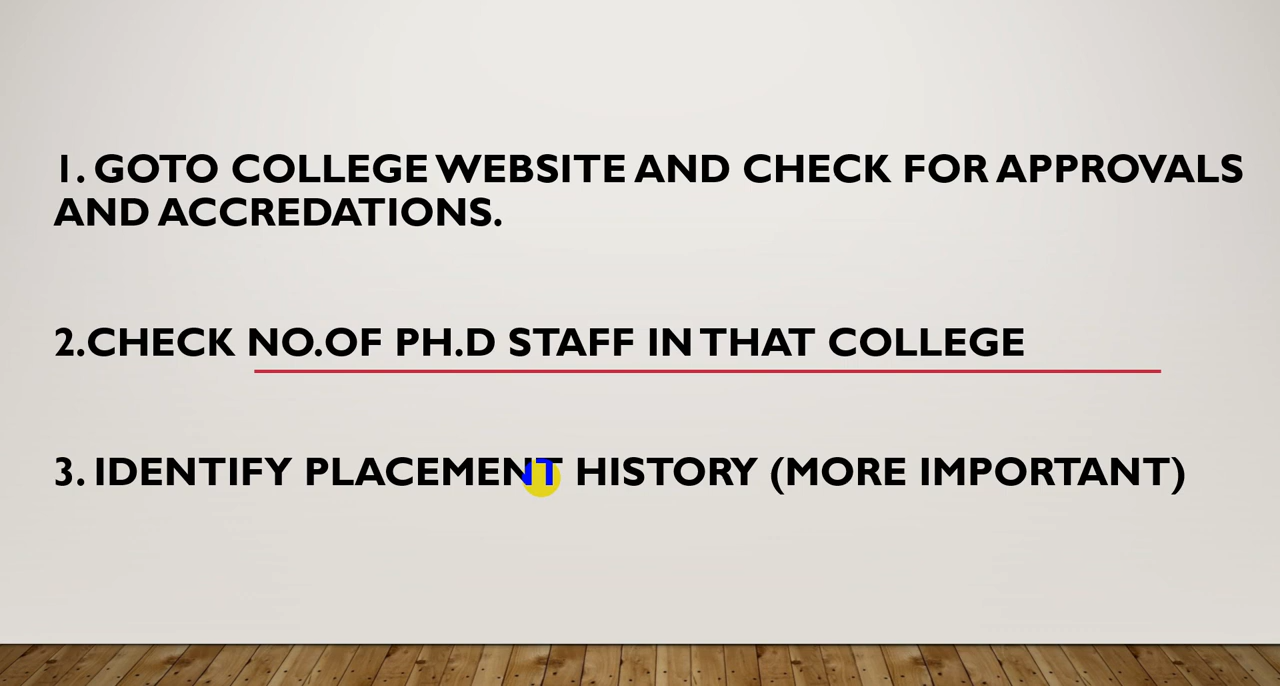 1. GOTO COLLEGE WEBSITE AND CHECK FOR APPROVALS
AND ACCREDATIONS.
2.CHECK NO.OF PH.D STAFF IN THAT COLLEGE
3. IDENTIFY PLACEMENT HISTORY (MORE IMPORTANT)